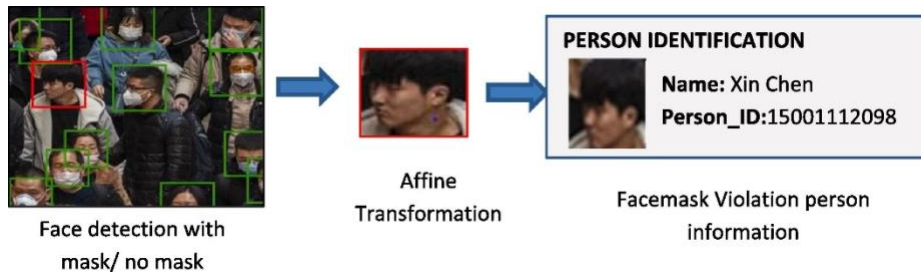 PERSON IDENTIFICATION
Name: Xin Chen
Person_ID:15001112098
Face detection with
mask/ no mask
Affine
Transformation
Facemask Violation person
information